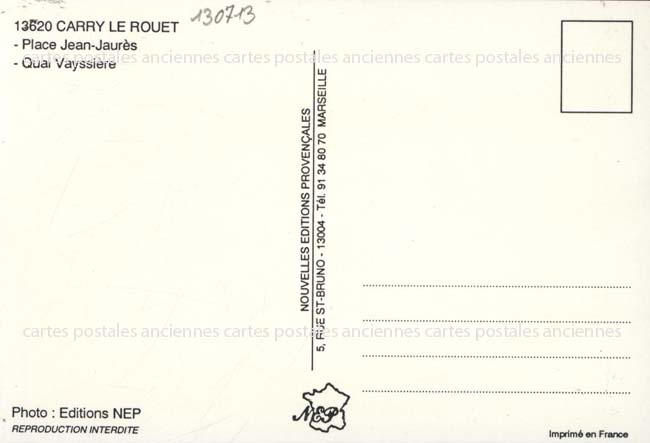 130713
13620 CARRY LE ROUET
- Place Jean-Jaurès
- Quai Vayssière
cartes postales anciennes cartes postales anciennes cartes postales anciennes
NOUVELLES EDITIONS PROVENÇALES
5, RUE ST-BRUNO - 13004 - Tél. 91 34 80 70 MARSEILLE
cartes postales anciennes cartes postales anciennes cartes postales anciennes
NEP
Photo : Editions NEP
REPRODUCTION INTERDITE
Imprimé en France